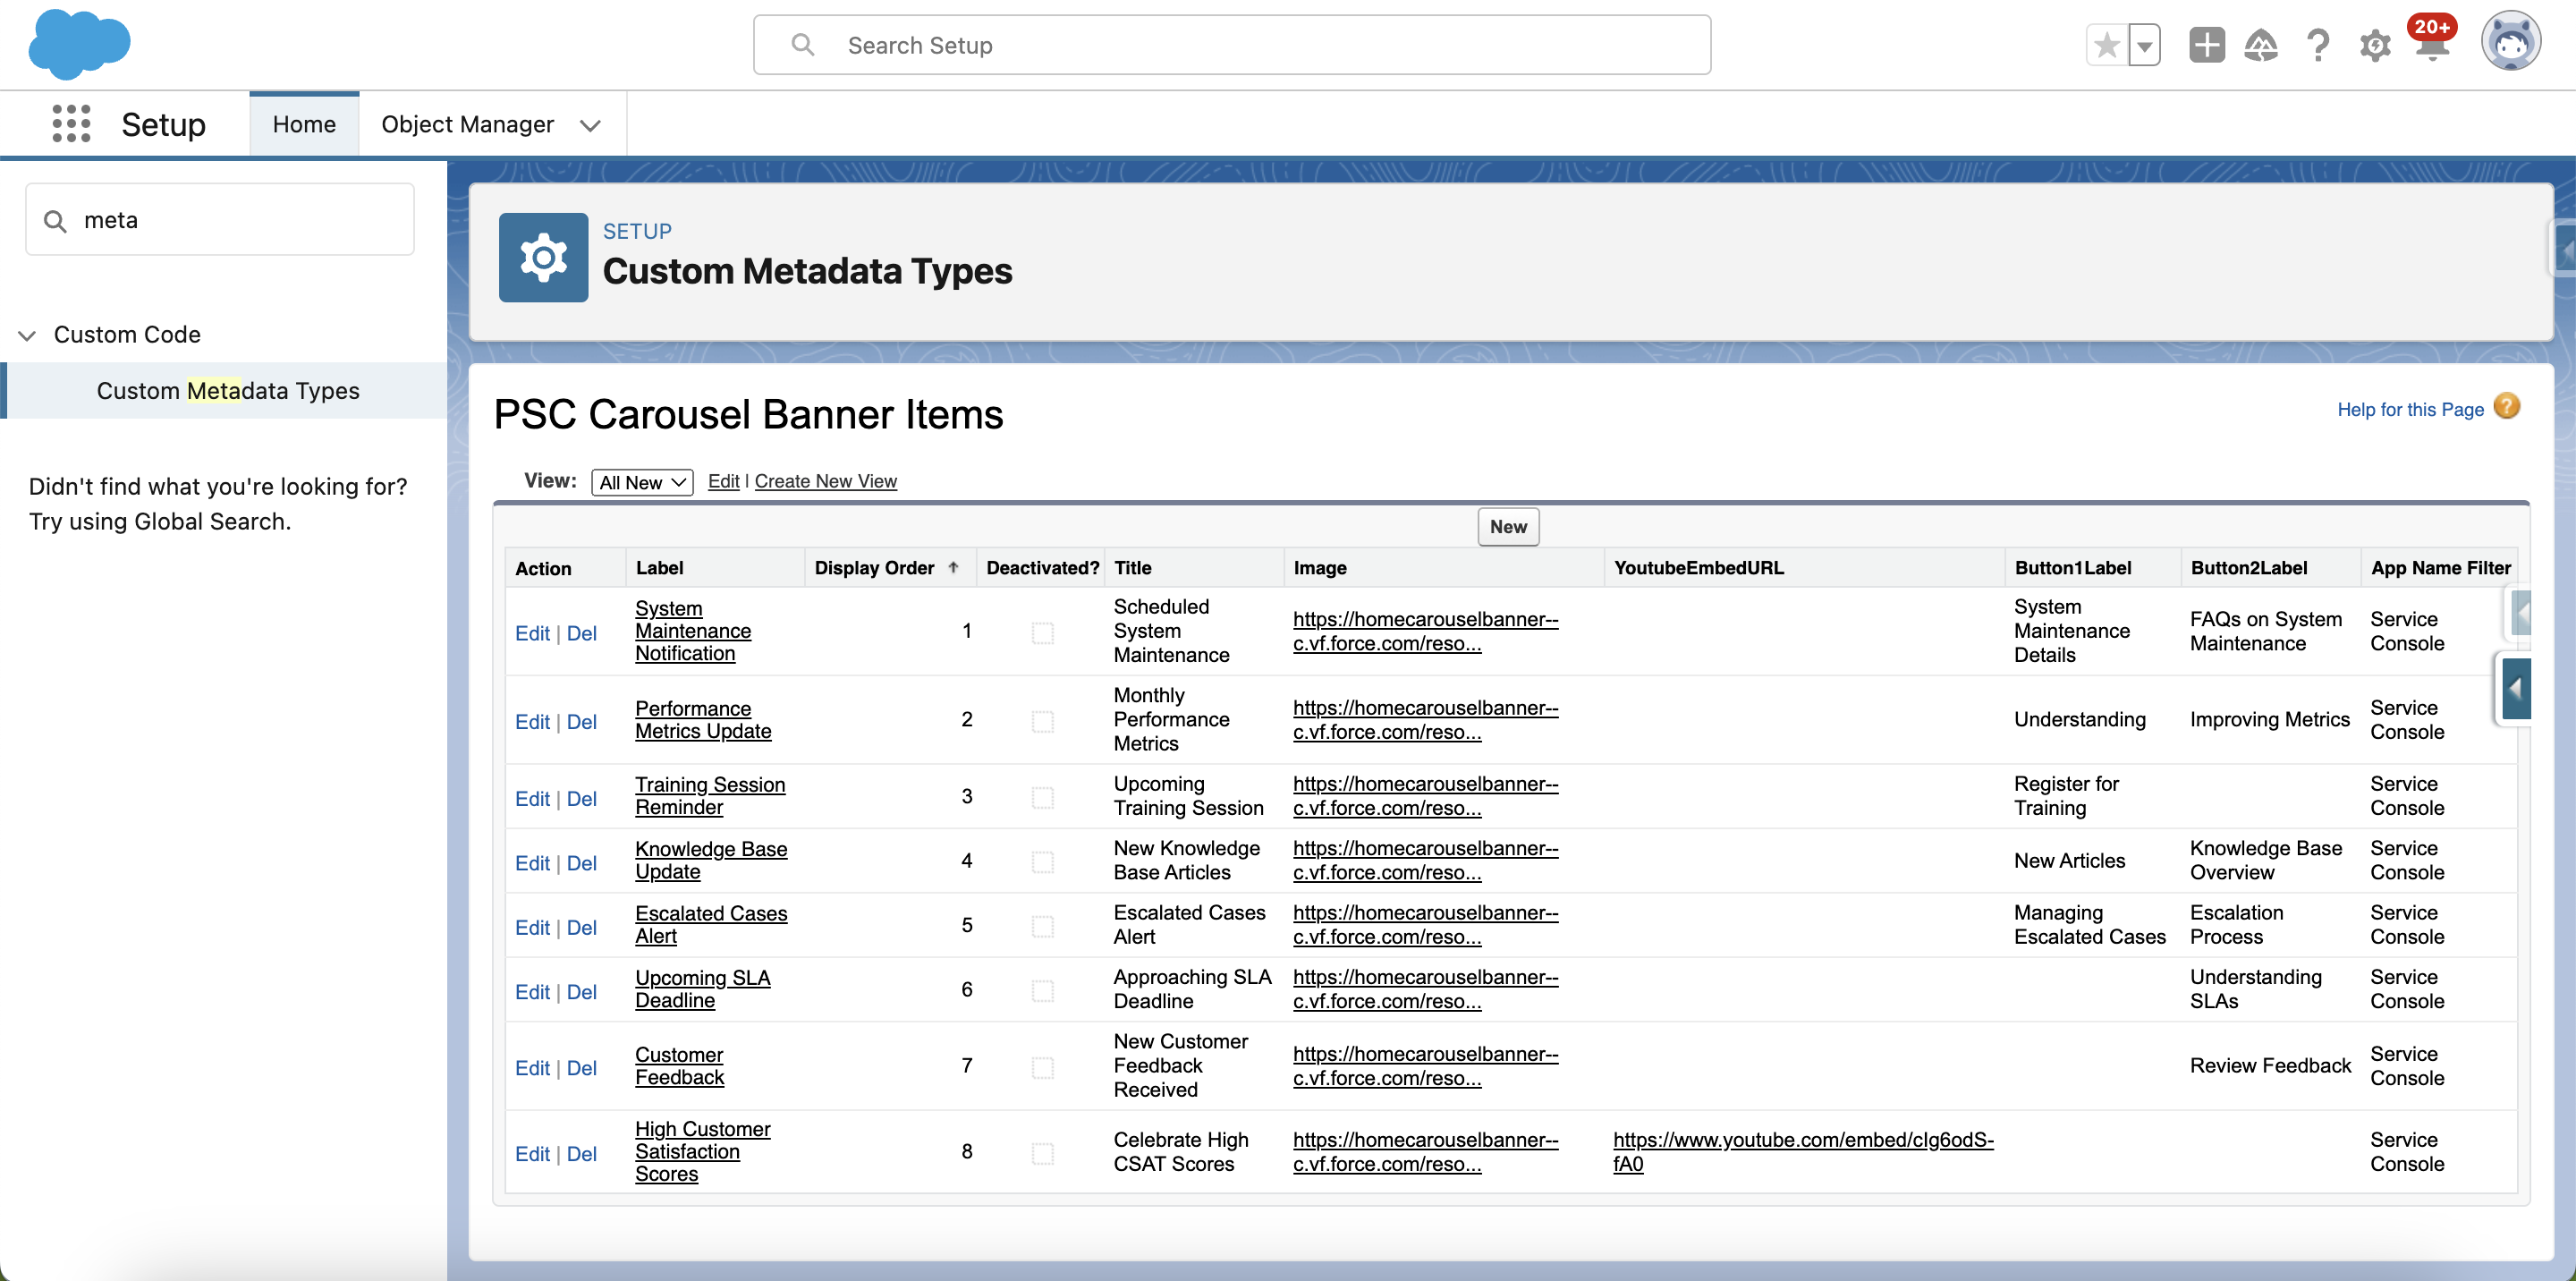 Search Setup
20+
Setup
Home
Object Manager
meta
Custom Code
Custom Metadata Types
Didn't find what you're looking for?
Try using Global Search.
SETUP
Custom Metadata Types
PSC Carousel Banner Items
Help for this Page ?
View: All New Edit | Create New View
New
Action Label Display Order ↑ Deactivated? Title Image YoutubeEmbedURL Button1Label Button2Label App Name Filter
Edit | Del
System
Maintenance
Notification
1
Scheduled
System
Maintenance
https://homecarouselbanner--
c.vf.force.com/reso...
System
Maintenance
Details
FAQs on System
Maintenance
Service
Console
Edit | Del
Performance
Metrics Update
2
Monthly
Performance
Metrics
https://homecarouselbanner--
c.vf.force.com/reso...
Understanding
Improving Metrics
Service
Console
Edit | Del
Training Session
Reminder
3
Upcoming
Training Session
https://homecarouselbanner--
c.vf.force.com/reso...
Register for
Training
Service
Console
Edit | Del
Knowledge Base
Update
4
New Knowledge
Base Articles
https://homecarouselbanner--
c.vf.force.com/reso...
New Articles
Knowledge Base
Overview
Service
Console
Edit | Del
Escalated Cases
Alert
5
Escalated Cases
Alert
https://homecarouselbanner--
c.vf.force.com/reso...
Managing
Escalated Cases
Escalation
Process
Service
Console
Edit | Del
Upcoming SLA
Deadline
6
Approaching SLA
Deadline
https://homecarouselbanner--
c.vf.force.com/reso...
Understanding
SLAs
Service
Console
Edit | Del
Customer
Feedback
7
New Customer
Feedback
Received
https://homecarouselbanner--
c.vf.force.com/reso...
Review Feedback
Service
Console
Edit | Del
High Customer
Satisfaction
Scores
8
Celebrate High
CSAT Scores
https://homecarouselbanner--
c.vf.force.com/reso...
https://www.youtube.com/embed/cIg6odS-
fA0
Service
Console